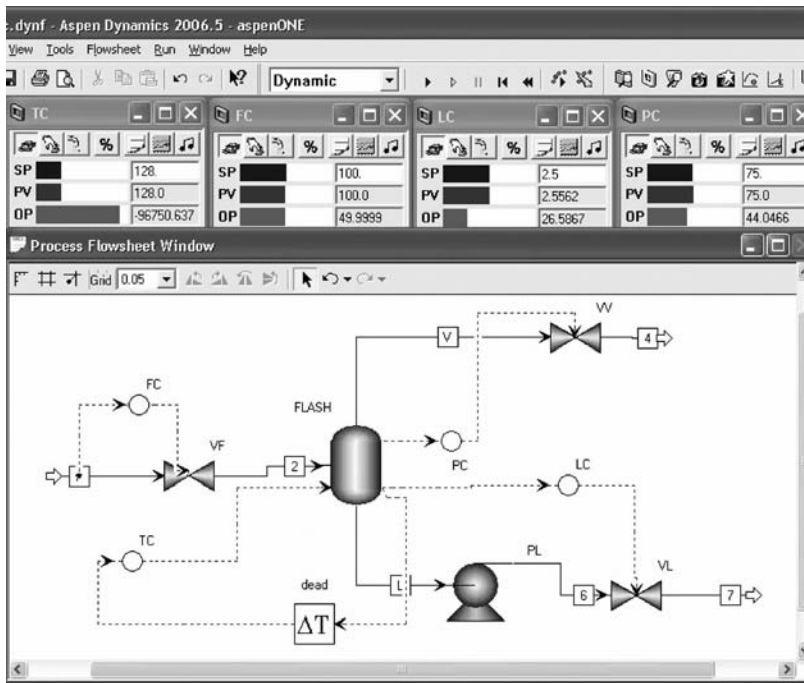 c.dynf - Aspen Dynamics 2006.5 - aspenONE
View Tools Flowsheet Run Window Help
Dynamic
TC FC LC PC
% % % %
SP 128. SP 100. SP 2.5 SP 75.
PV 128.0 PV 100.0 PV 2.5562 PV 75.0
OP -96750.637 OP 49.9999 OP 26.5867 OP 44.0466
Process Flowsheet Window
Grid 0.05
VV
V 4
FC
FLASH
VF
PC
LC
2
TC
PL
VL
dead
L
6 7
ΔT